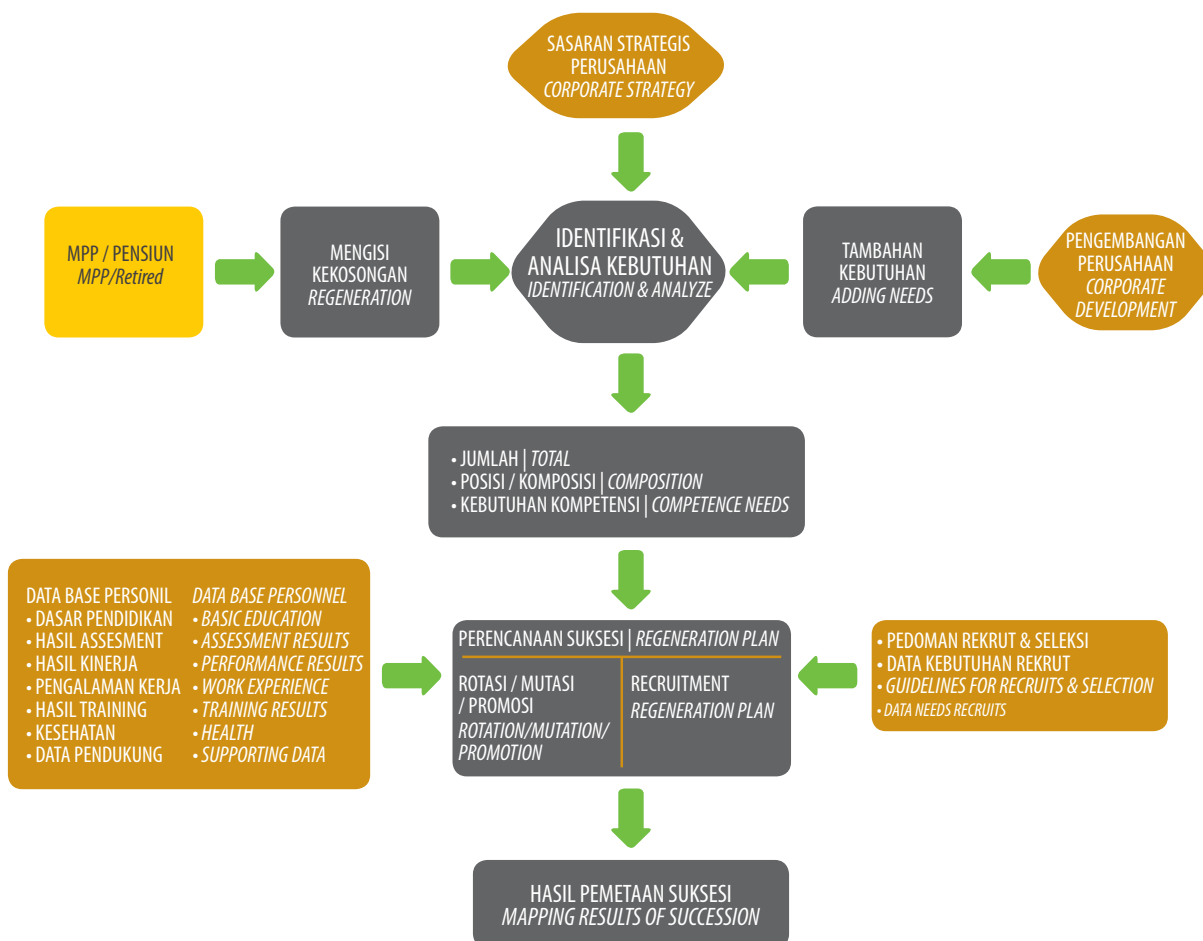 SASARAN STRATEGIS
PERUSAHAAN
CORPORATE STRATEGY
MPP / PENSIUN
MPP/Retired
MENGISI
KEKOSONGAN
REGENERATION
IDENTIFIKASI &
ANALISA KEBUTUHAN
IDENTIFICATION & ANALYZE
TAMBAHAN
KEBUTUHAN
ADDING NEEDS
PENGEMBANGAN
PERUSAHAAN
CORPORATE
DEVELOPMENT
• JUMLAH | TOTAL
• POSISI / KOMPOSISI | COMPOSITION
• KEBUTUHAN KOMPETENSI | COMPETENCE NEEDS
DATA BASE PERSONIL
• DASAR PENDIDIKAN
• HASIL ASSESMENT
• HASIL KINERJA
• PENGALAMAN KERJA
• HASIL TRAINING
• KESEHATAN
• DATA PENDUKUNG
DATA BASE PERSONNEL
• BASIC EDUCATION
• ASSESSMENT RESULTS
• PERFORMANCE RESULTS
• WORK EXPERIENCE
• TRAINING RESULTS
• HEALTH
• SUPPORTING DATA
PERENCANAAN SUKSESI | REGENERATION PLAN
ROTASI / MUTASI
/ PROMOSI
ROTATION/MUTATION/
PROMOTION
RECRUITMENT
REGENERATION PLAN
• PEDOMAN REKRUT & SELEKSI
• DATA KEBUTUHAN REKRUT
• GUIDELINES FOR RECRUITS & SELECTION
• DATA NEEDS RECRUITS
HASIL PEMETAAN SUKSESI
MAPPING RESULTS OF SUCCESSION